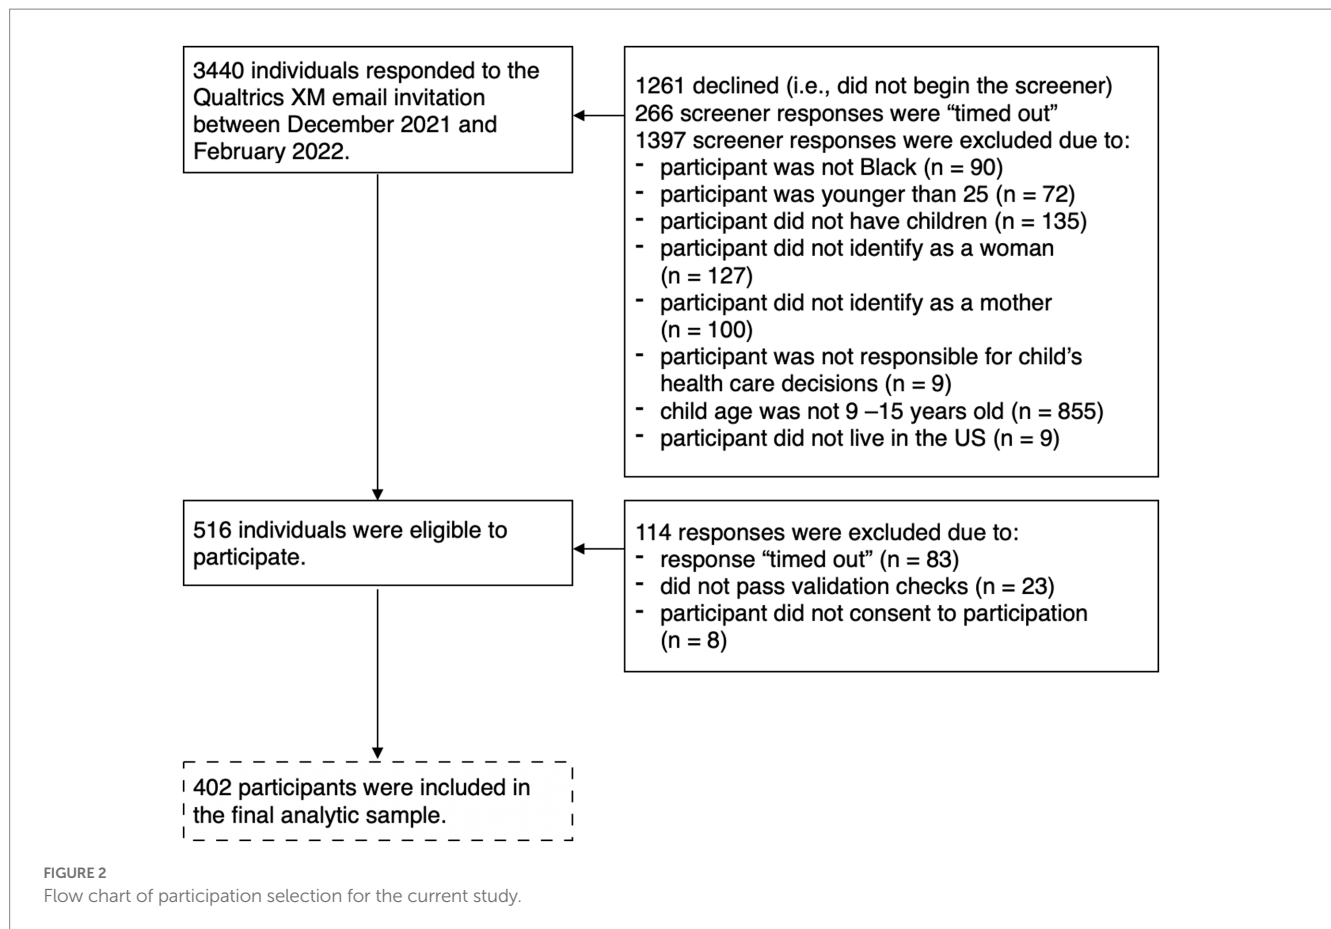 3440 individuals responded to the
Qualtrics XM email invitation
between December 2021 and
February 2022.
1261 declined (i.e., did not begin the screener)
266 screener responses were “timed out”
1397 screener responses were excluded due to:
- participant was not Black (n = 90)
- participant was younger than 25 (n = 72)
- participant did not have children (n = 135)
- participant did not identify as a woman
(n = 127)
- participant did not identify as a mother
(n = 100)
- participant was not responsible for child’s
health care decisions (n = 9)
- child age was not 9 –15 years old (n = 855)
- participant did not live in the US (n = 9)
516 individuals were eligible to
participate.
114 responses were excluded due to:
- response “timed out” (n = 83)
- did not pass validation checks (n = 23)
- participant did not consent to participation
(n = 8)
402 participants were included in
the final analytic sample.
FIGURE 2
Flow chart of participation selection for the current study.